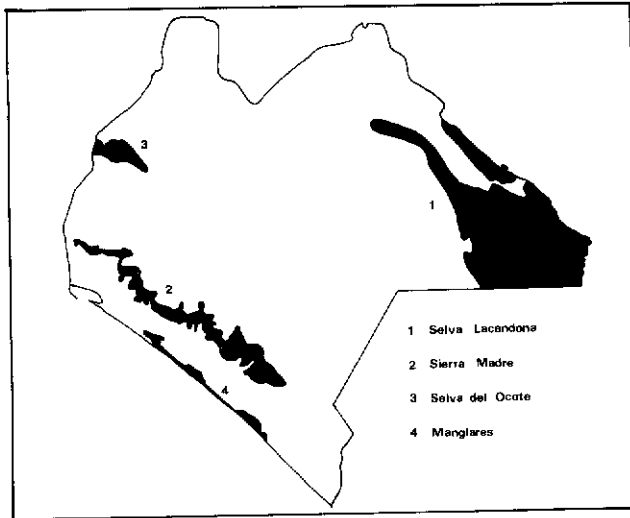 3
1
2
4
1 Selva Lacandona
2 Sierra Madre
3 Selva del Ocote
4 Manglares